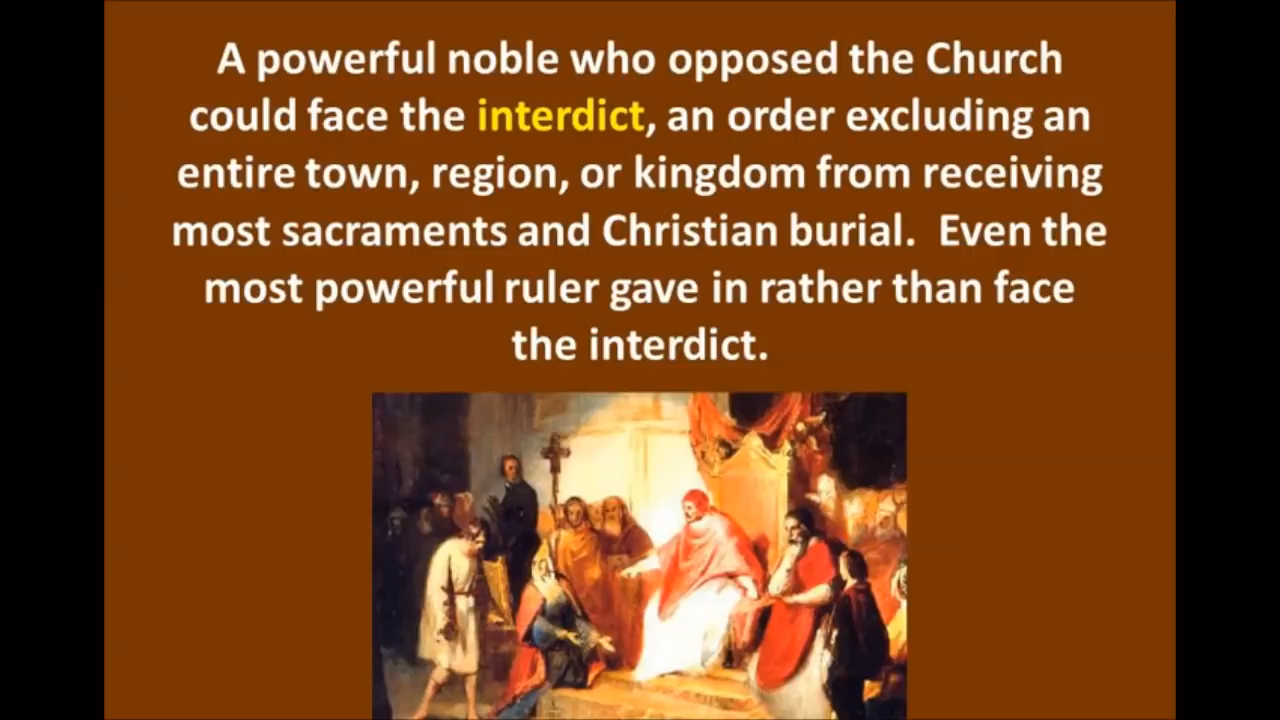 A powerful noble who opposed the Church
could face the interdict, an order excluding an
entire town, region, or kingdom from receiving
most sacraments and Christian burial.  Even the
most powerful ruler gave in rather than face
the interdict.